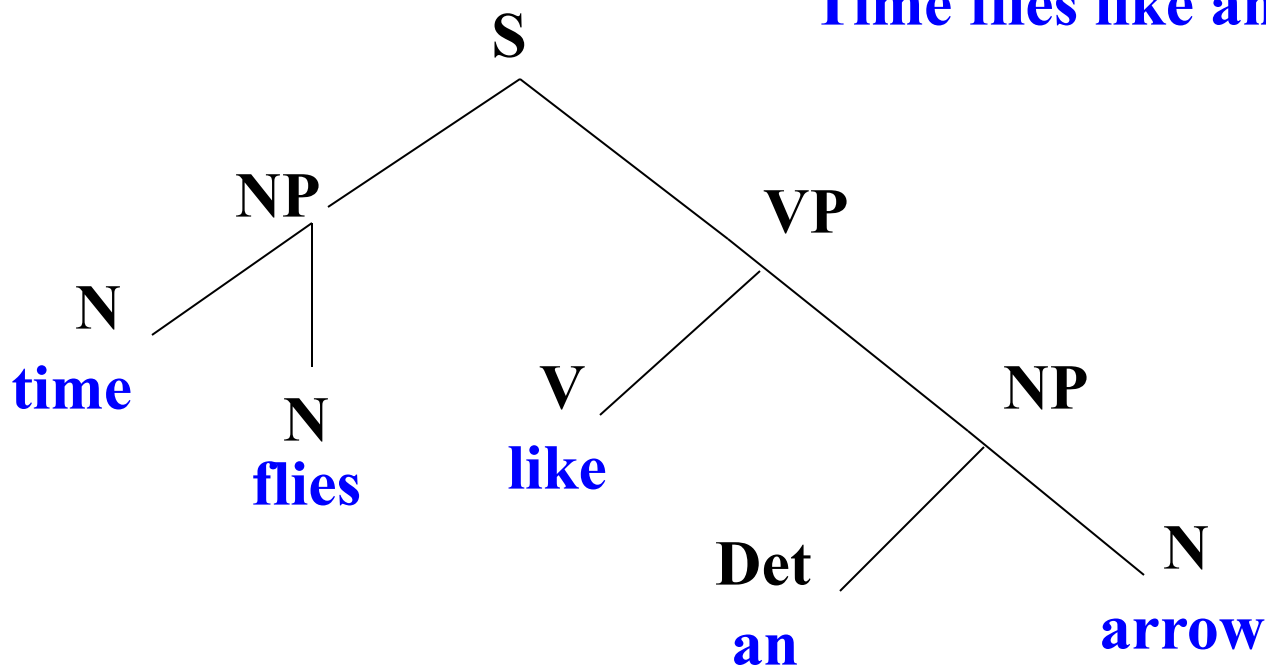 Time flies like an
S
NP
VP
N
time
N
flies
V
like
NP
Det
an
N
arrow